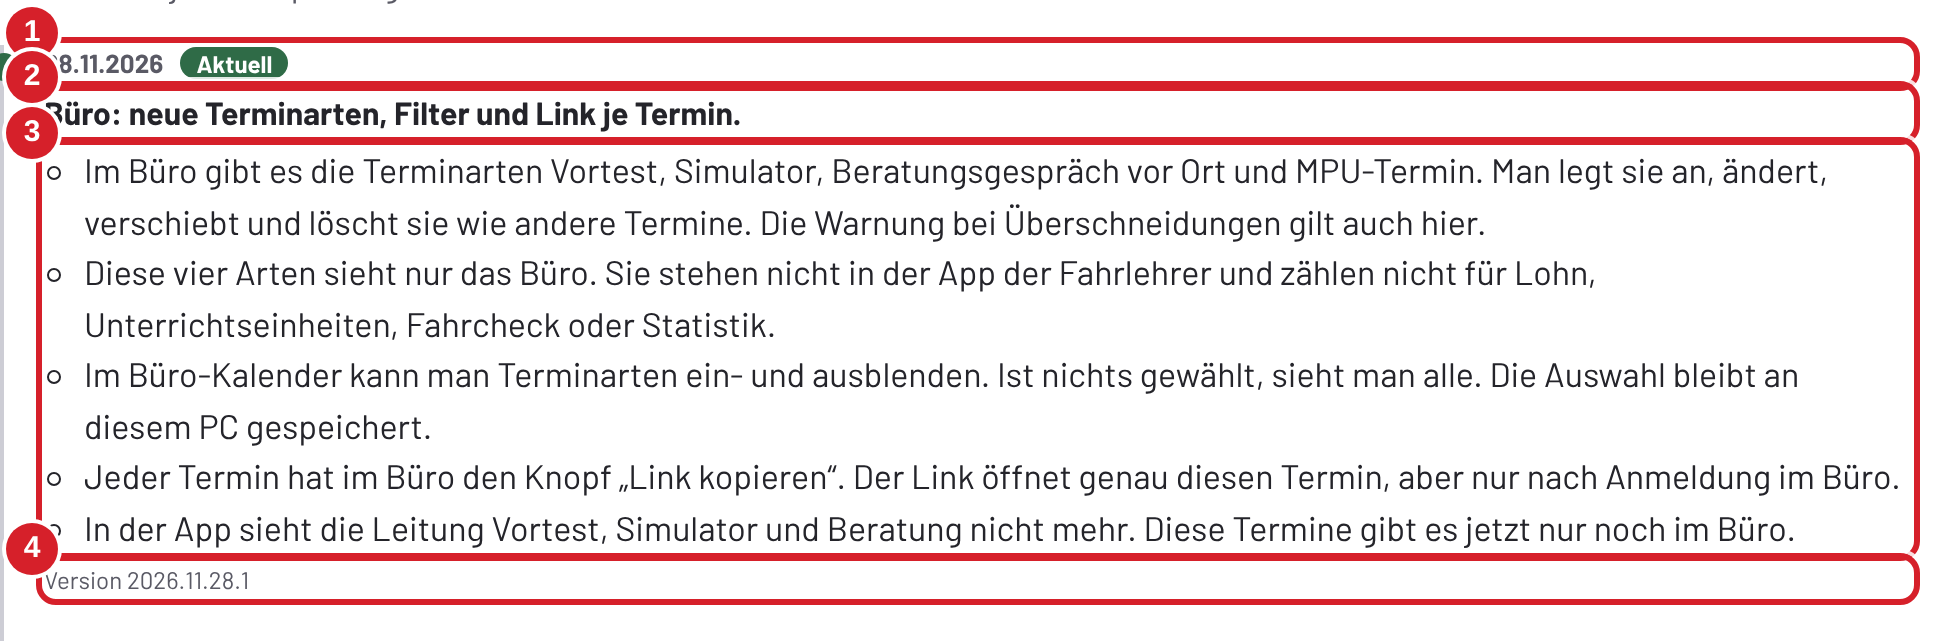 1
8.11.2026 Aktuell
2
Büro: neue Terminarten, Filter und Link je Termin.
3
Im Büro gibt es die Terminarten Vortest, Simulator, Beratungsgespräch vor Ort und MPU-Termin. Man legt sie an, ändert,
verschiebt und löscht sie wie andere Termine. Die Warnung bei Überschneidungen gilt auch hier.
Diese vier Arten sieht nur das Büro. Sie stehen nicht in der App der Fahrlehrer und zählen nicht für Lohn,
Unterrichtseinheiten, Fahrcheck oder Statistik.
Im Büro-Kalender kann man Terminarten ein- und ausblenden. Ist nichts gewählt, sieht man alle. Die Auswahl bleibt an
diesem PC gespeichert.
Jeder Termin hat im Büro den Knopf „Link kopieren“. Der Link öffnet genau diesen Termin, aber nur nach Anmeldung im Büro.
In der App sieht die Leitung Vortest, Simulator und Beratung nicht mehr. Diese Termine gibt es jetzt nur noch im Büro.
4
Version 2026.11.28.1